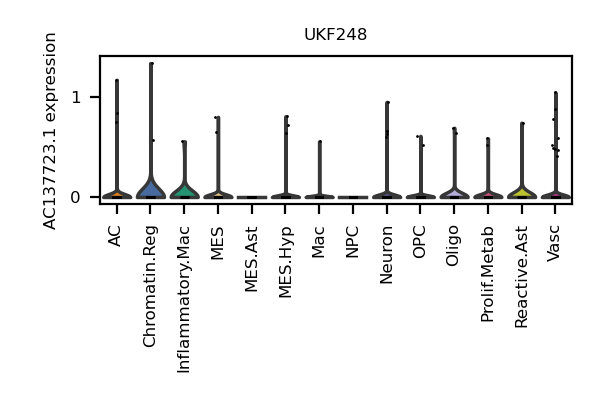 UKF248
AC137723.1 expression
1
0
AC
Chromatin.Reg
Inflammatory.Mac
MES
MES.Ast
MES.Hyp
Mac
NPC
Neuron
OPC
Oligo
Prolif.Metab
Reactive.Ast
Vasc